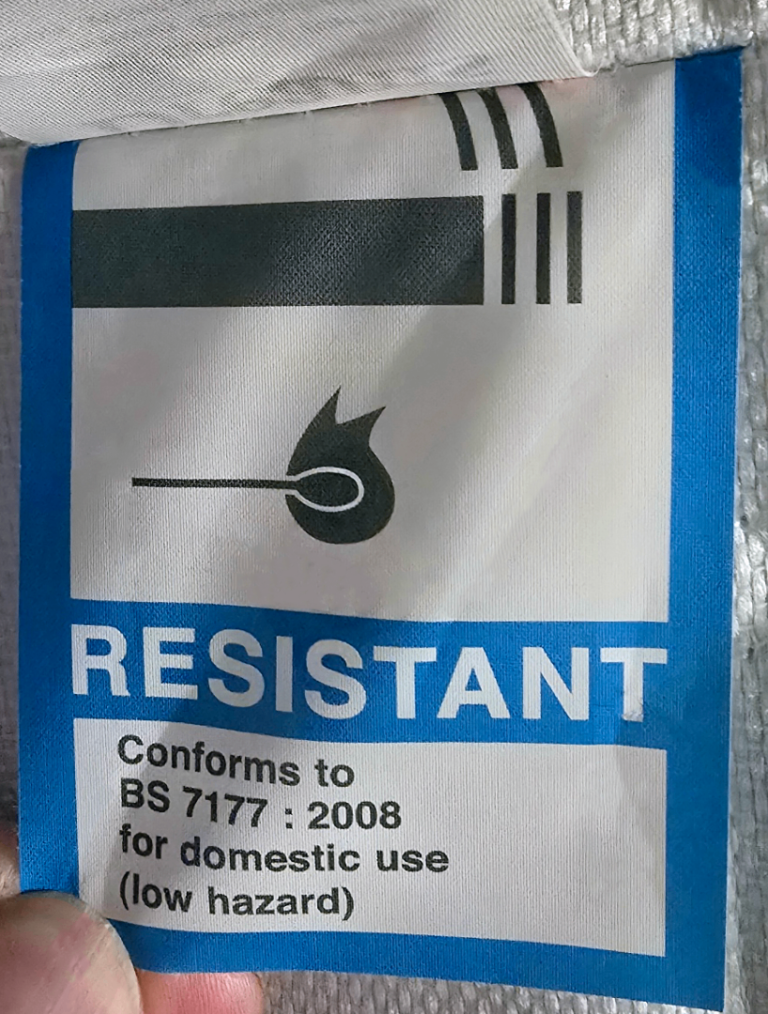 RESISTANT
Conforms to
BS 7177 : 2008
for domestic use
(low hazard)